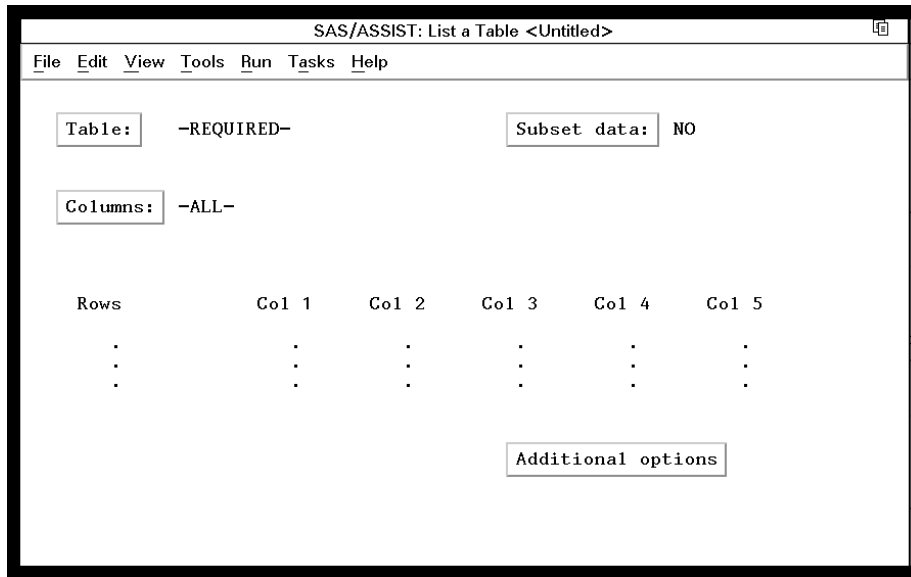 SAS/ASSIST: List a Table <Untitled>
File Edit View Tools Run Tasks Help
Table: -REQUIRED- Subset data: NO
Columns: -ALL-
Rows Col 1 Col 2 Col 3 Col 4 Col 5
. . . . . .
. . . . . .
. . . . . .
Additional options